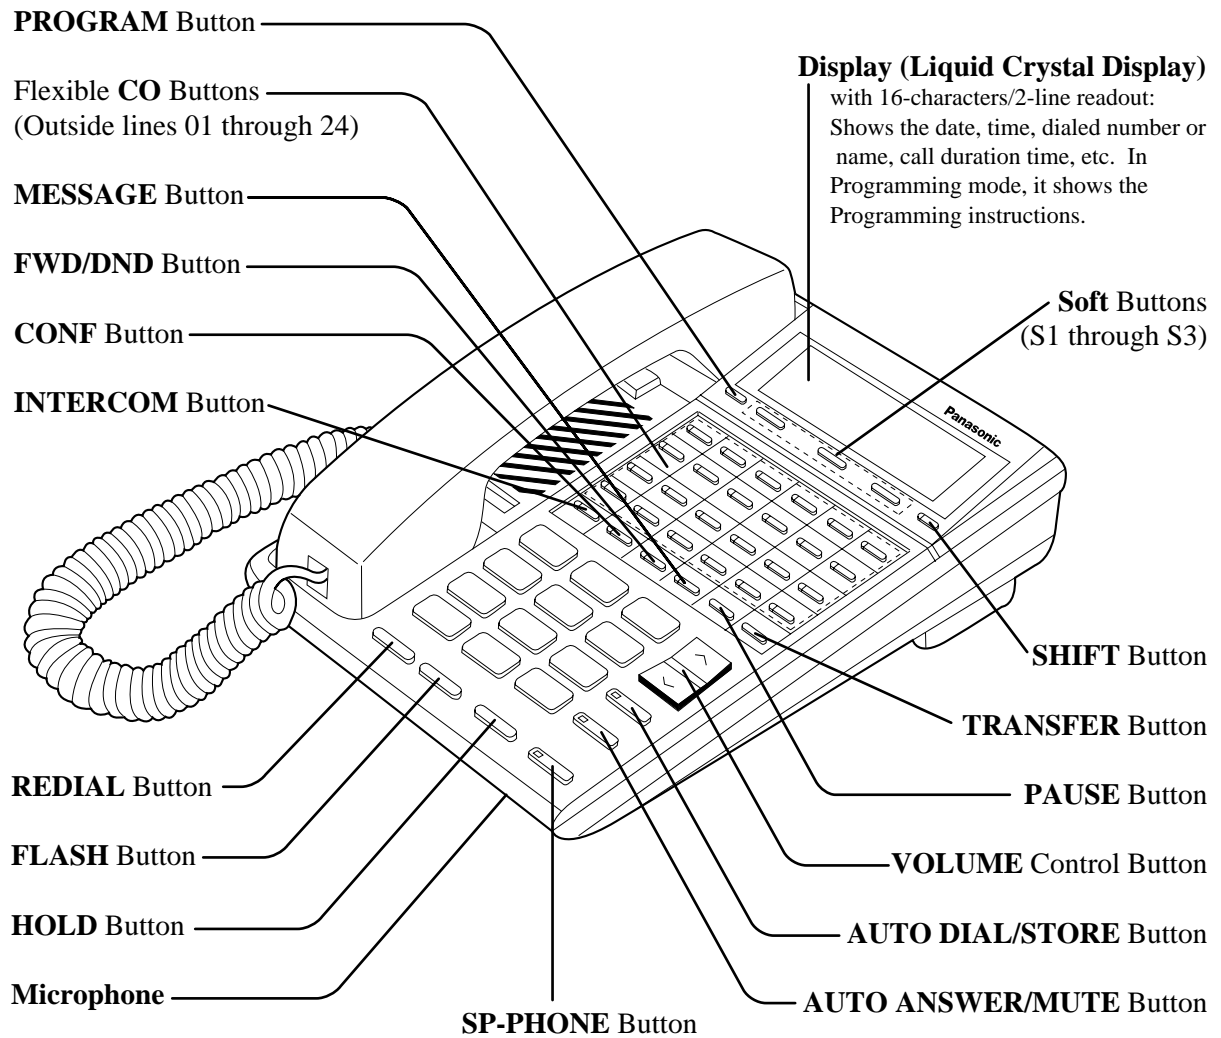 PROGRAM Button
Flexible CO Buttons
(Outside lines 01 through 24)
MESSAGE Button
FWD/DND Button
CONF Button
INTERCOM Button
Display (Liquid Crystal Display)
with 16-characters/2-line readout:
Shows the date, time, dialed number or
name, call duration time, etc. In
Programming mode, it shows the
Programming instructions.
Soft Buttons
(S1 through S3)
Panasonic
SHIFT Button
TRANSFER Button
PAUSE Button
VOLUME Control Button
AUTO DIAL/STORE Button
AUTO ANSWER/MUTE Button
REDIAL Button
FLASH Button
HOLD Button
Microphone
SP-PHONE Button